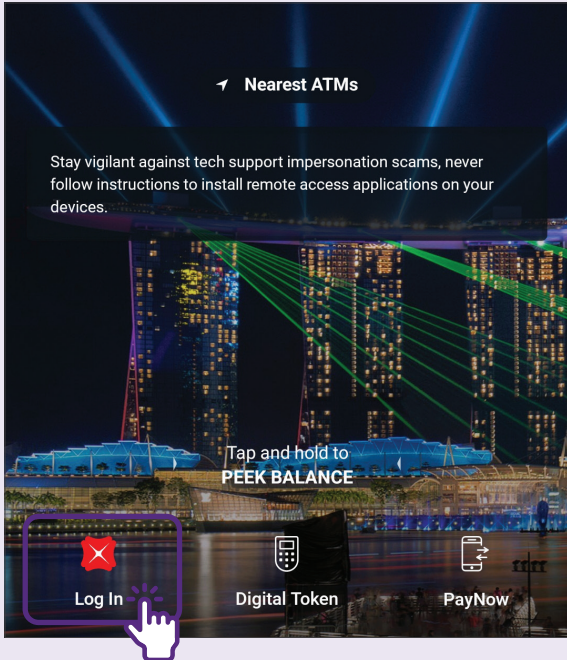 Nearest ATMs
Stay vigilant against tech support impersonation scams, never
follow instructions to install remote access applications on your
devices.
Tap and hold to
PEEK BALANCE
Log In
Digital Token
PayNow